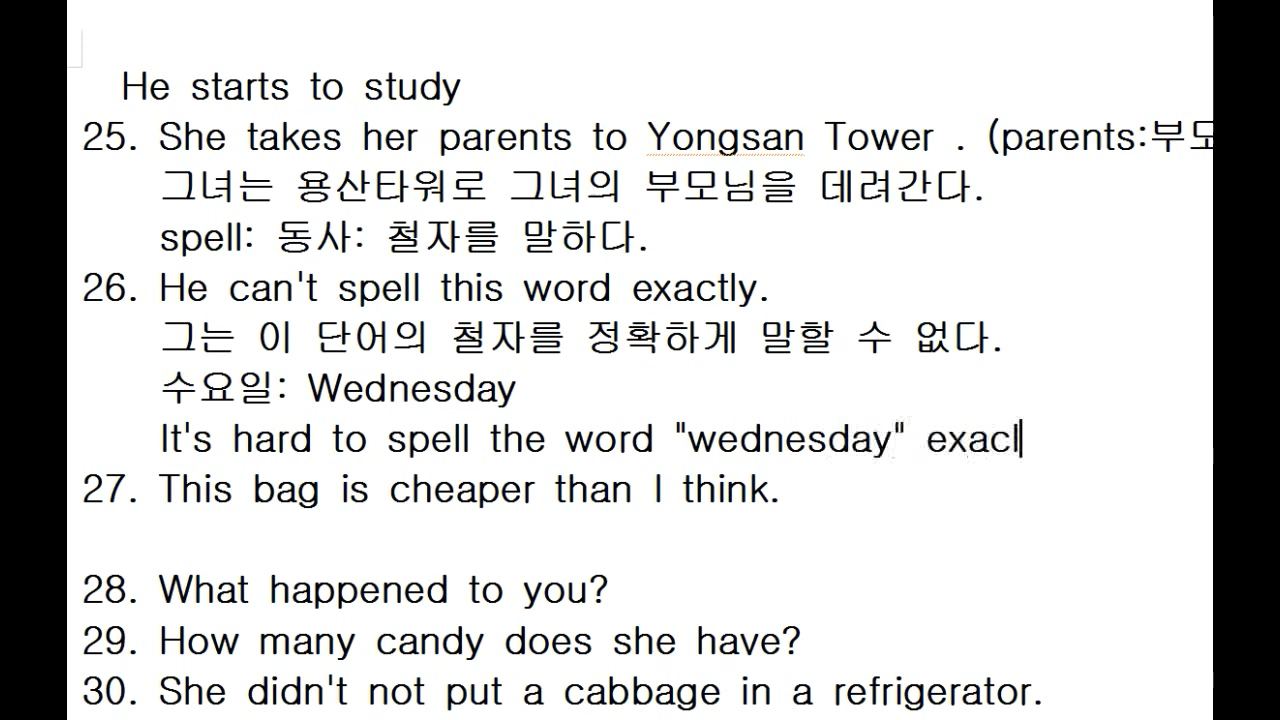 He starts to study
25. She takes her parents to Yongsan Tower . (parents:부모
그녀는 용산타워로 그녀의 부모님을 데려간다.
spell: 동사: 철자를 말하다.
26. He can't spell this word exactly.
그는 이 단어의 철자를 정확하게 말할 수 없다.
수요일: Wednesday
It's hard to spell the word "wednesday" exacl
27. This bag is cheaper than I think.
28. What happened to you?
29. How many candy does she have?
30. She didn't not put a cabbage in a refrigerator.